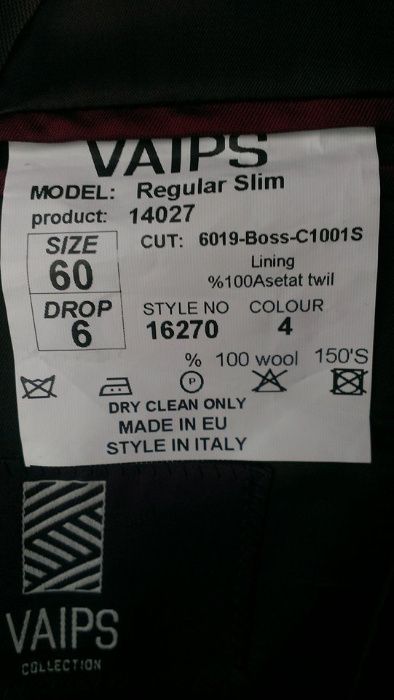 VAIPS
MODEL: Regular Slim
product: 14027
SIZE
60
CUT: 6019-Boss-C1001S
Lining
%100Asetat twil
DROP
6
STYLE NO COLOUR
16270 4
% 100 wool 150'S
P
DRY CLEAN ONLY
MADE IN EU
STYLE IN ITALY
VAIPS
COLLECTION